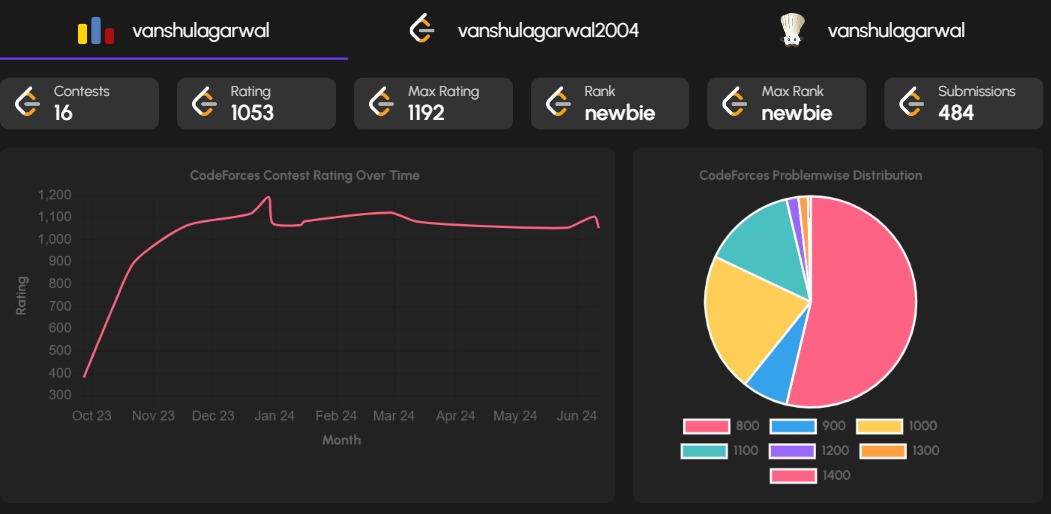 vanshulagarwal vanshulagarwal2004 vanshulagarwal
Contests Rating Max Rating Rank Max Rank Submissions
16 1053 1192 newbie newbie 484
CodeForces Contest Rating Over Time
1,200
1,100
1,000
900
800
700
600
500
400
300
Rating
Oct 23 Nov 23 Dec 23 Jan 24 Feb 24 Mar 24 Apr 24 May 24 Jun 24
Month
CodeForces Problemwise Distribution
800 900 1000
1100 1200 1300
1400